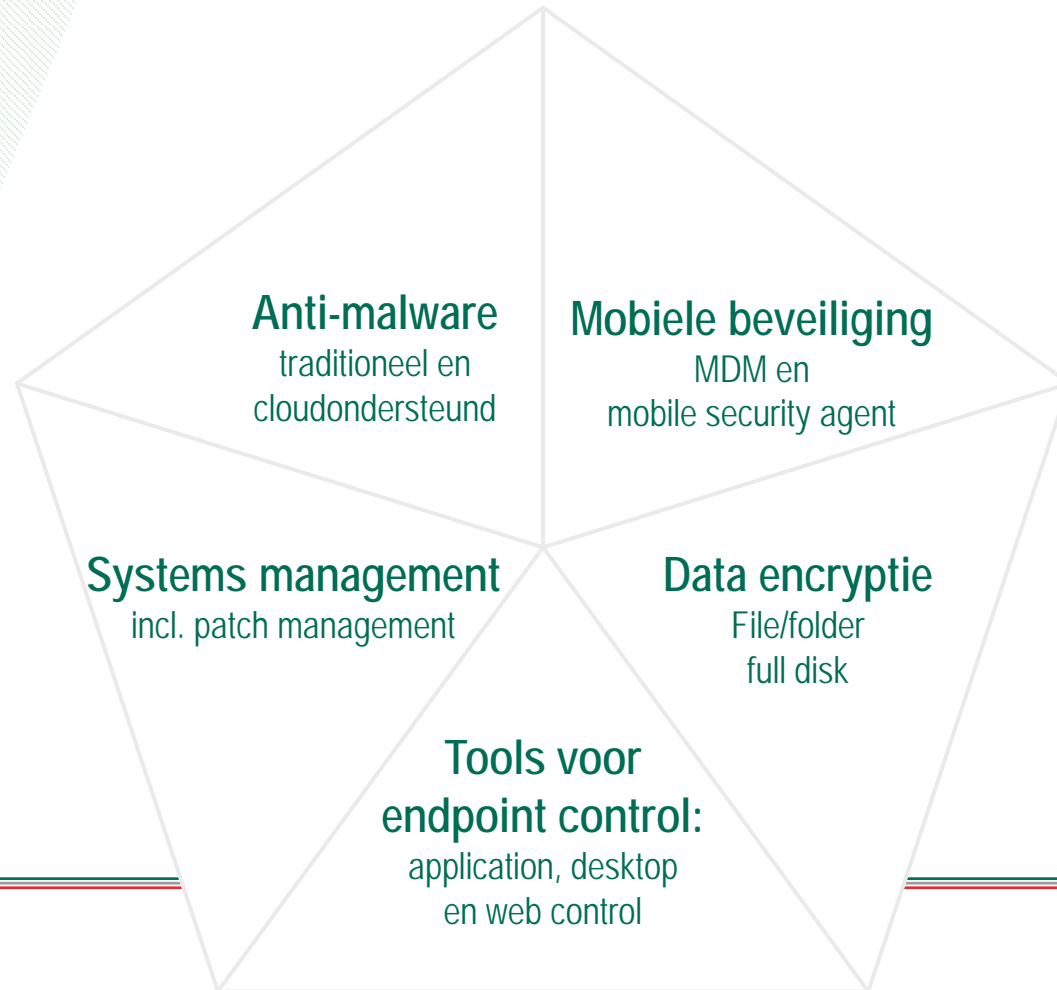 Anti-malware
traditioneel en
cloudondersteund
Mobiele beveiliging
MDM en
mobile security agent
Systems management
incl. patch management
Data encryptie
File/folder
full disk
Tools voor
endpoint control:
application, desktop
en web control